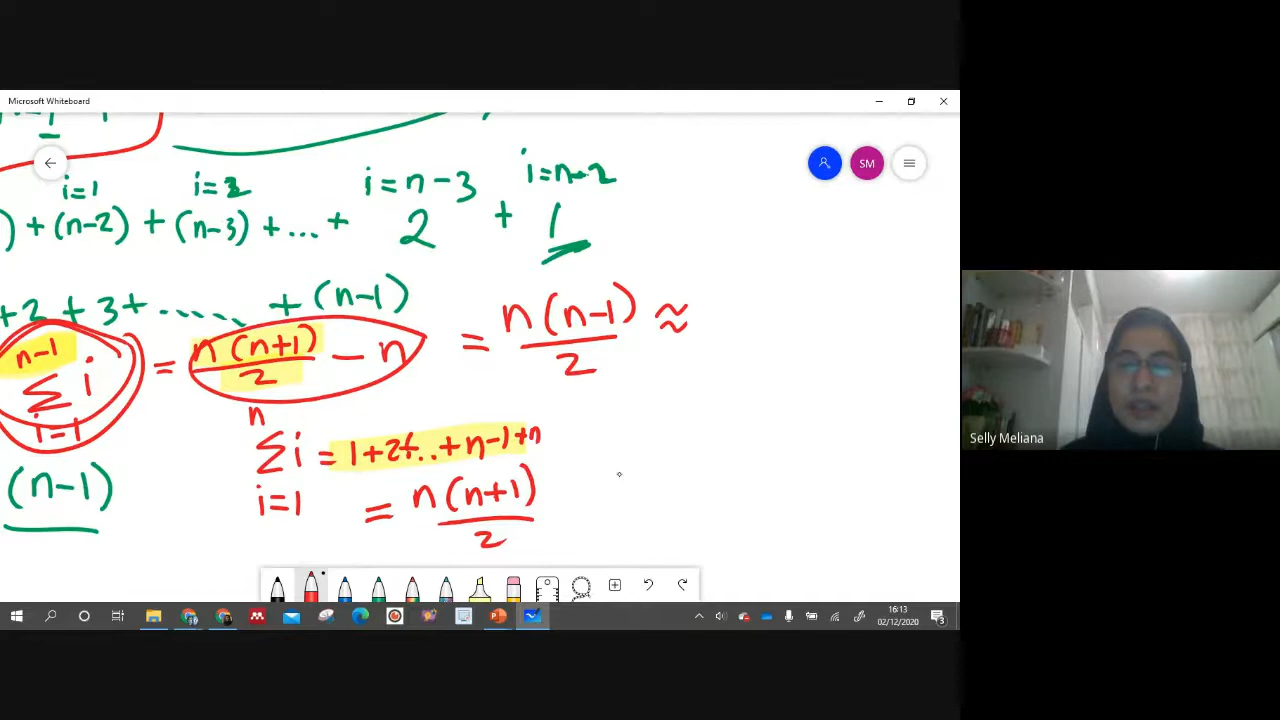 Microsoft Whiteboard
SM
i=1 i=2 i=n-3 i=n-2
) + (n-2) + (n-3) + ... + 2 + 1
+2 + 3+ ...... + (n-1)
n-1
∑ i = n(n+1)/2 - n = n(n-1)/2 ≈
i=1
n
∑ i = 1+2+..+n-1+n
i=1
= n(n+1)/2
(n-1)
Selly Meliana
16:13
02/12/2020
3